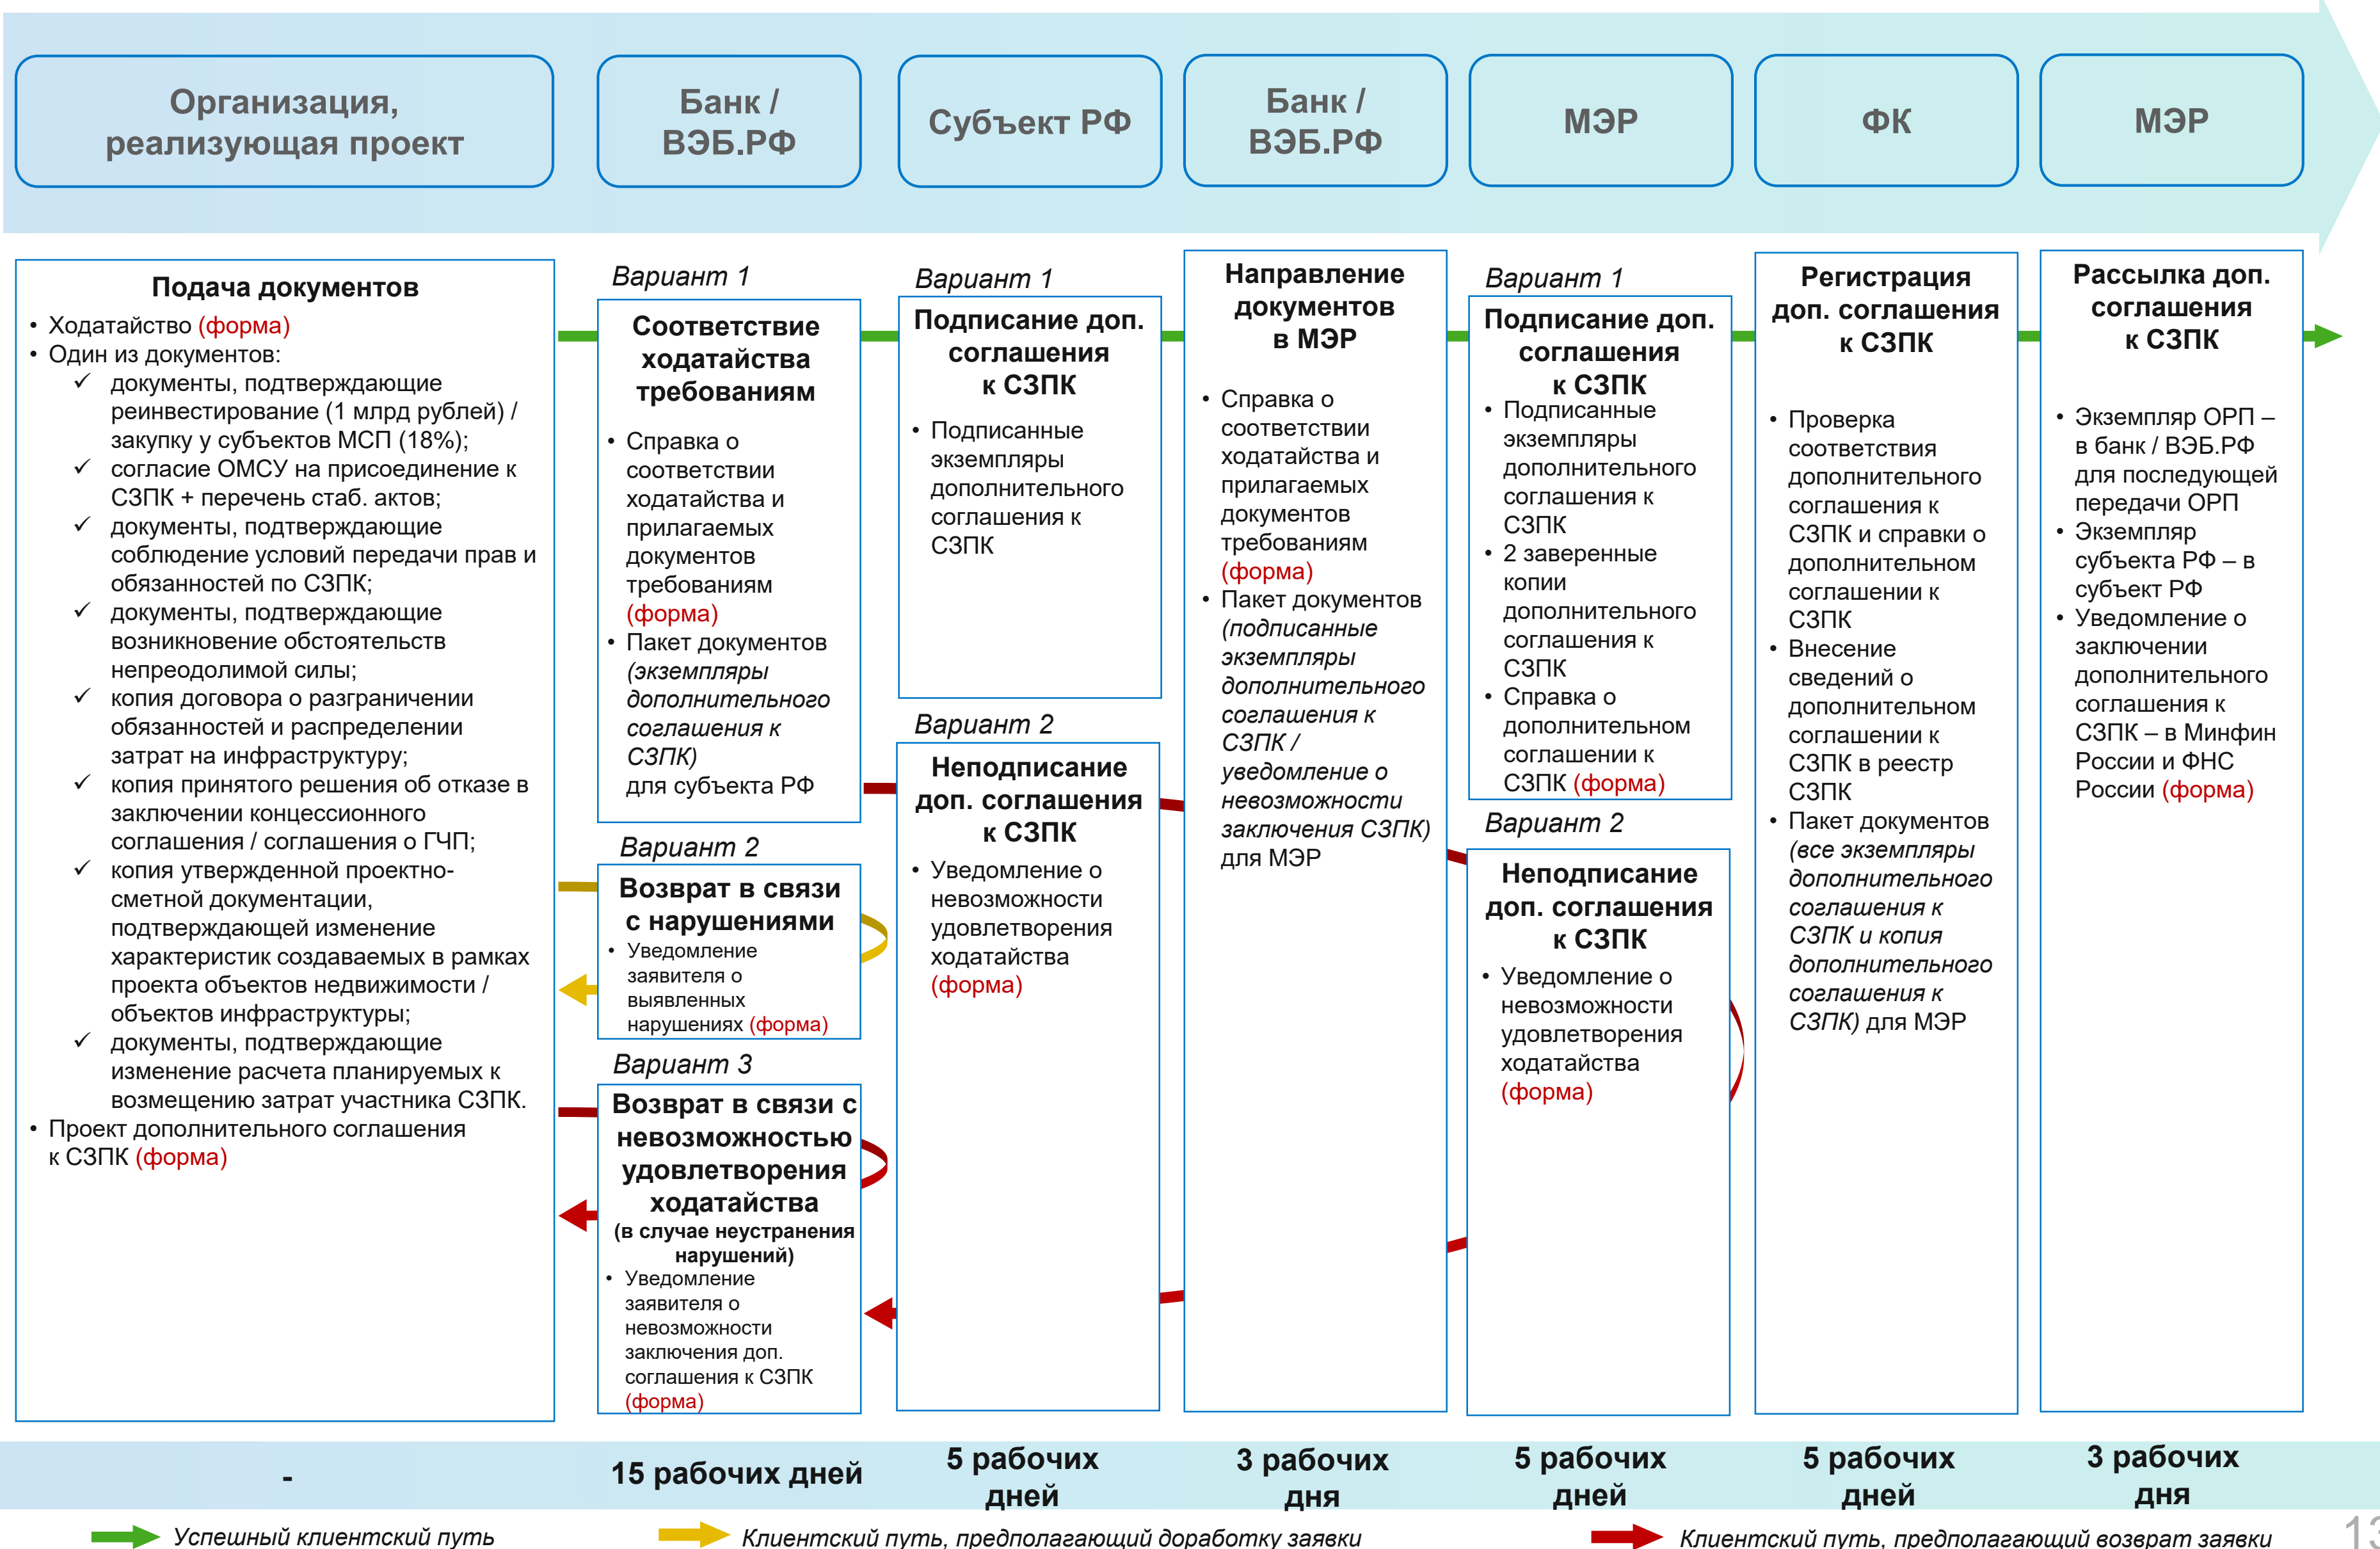 Организация,
реализующая проект
Банк /
ВЭБ.РФ
Субъект РФ
Банк /
ВЭБ.РФ
МЭР
ФК
МЭР
Подача документов
• Ходатайство (форма)
• Один из документов:
✓ документы, подтверждающие
реинвестирование (1 млрд рублей) /
закупку у субъектов МСП (18%);
✓ согласие ОМСУ на присоединение к
СЗПК + перечень стаб. актов;
✓ документы, подтверждающие
соблюдение условий передачи прав и
обязанностей по СЗПК;
✓ документы, подтверждающие
возникновение обстоятельств
непреодолимой силы;
✓ копия договора о разграничении
обязанностей и распределении
затрат на инфраструктуру;
✓ копия принятого решения об отказе в
заключении концессионного
соглашения / соглашения о ГЧП;
✓ копия утвержденной проектно-
сметной документации,
подтверждающей изменение
характеристик создаваемых в рамках
проекта объектов недвижимости /
объектов инфраструктуры;
✓ документы, подтверждающие
изменение расчета планируемых к
возмещению затрат участника СЗПК.
• Проект дополнительного соглашения
к СЗПК (форма)
Вариант 1
Соответствие
ходатайства
требованиям
• Справка о
соответствии
ходатайства и
прилагаемых
документов
требованиям
(форма)
• Пакет документов
(экземпляры
дополнительного
соглашения к
СЗПК)
для субъекта РФ
Вариант 2
Возврат в связи
с нарушениями
• Уведомление
заявителя о
выявленных
нарушениях (форма)
Вариант 3
Возврат в связи с
невозможностью
удовлетворения
ходатайства
(в случае неустранения
нарушений)
• Уведомление
заявителя о
невозможности
заключения доп.
соглашения к СЗПК
(форма)
Вариант 1
Подписание доп.
соглашения
к СЗПК
• Подписанные
экземпляры
дополнительного
соглашения к
СЗПК
Вариант 2
Неподписание
доп. соглашения
к СЗПК
• Уведомление о
невозможности
удовлетворения
ходатайства
(форма)
Направление
документов
в МЭР
• Справка о
соответствии
ходатайства и
прилагаемых
документов
требованиям
(форма)
• Пакет документов
(подписанные
экземпляры
дополнительного
соглашения к
СЗПК /
уведомление о
невозможности
заключения СЗПК)
для МЭР
Вариант 1
Подписание доп.
соглашения
к СЗПК
• Подписанные
экземпляры
дополнительного
соглашения к
СЗПК
• 2 заверенные
копии
дополнительного
соглашения к
СЗПК
• Справка о
дополнительном
соглашении к
СЗПК (форма)
Вариант 2
Неподписание
доп. соглашения
к СЗПК
• Уведомление о
невозможности
удовлетворения
ходатайства
(форма)
Регистрация
доп. соглашения
к СЗПК
• Проверка
соответствия
дополнительного
соглашения к
СЗПК и справки о
дополнительном
соглашении к
СЗПК
• Внесение
сведений о
дополнительном
соглашении к
СЗПК в реестр
СЗПК
• Пакет документов
(все экземпляры
дополнительного
соглашения к
СЗПК и копия
дополнительного
соглашения к
СЗПК) для МЭР
Рассылка доп.
соглашения
к СЗПК
• Экземпляр ОРП –
в банк / ВЭБ.РФ
для последующей
передачи ОРП
• Экземпляр
субъекта РФ – в
субъект РФ
• Уведомление о
заключении
дополнительного
соглашения к
СЗПК – в Минфин
России и ФНС
России (форма)
-
15 рабочих дней
5 рабочих
дней
3 рабочих
дня
5 рабочих
дней
5 рабочих
дней
3 рабочих
дня
Успешный клиентский путь
Клиентский путь, предполагающий доработку заявки
Клиентский путь, предполагающий возврат заявки
13